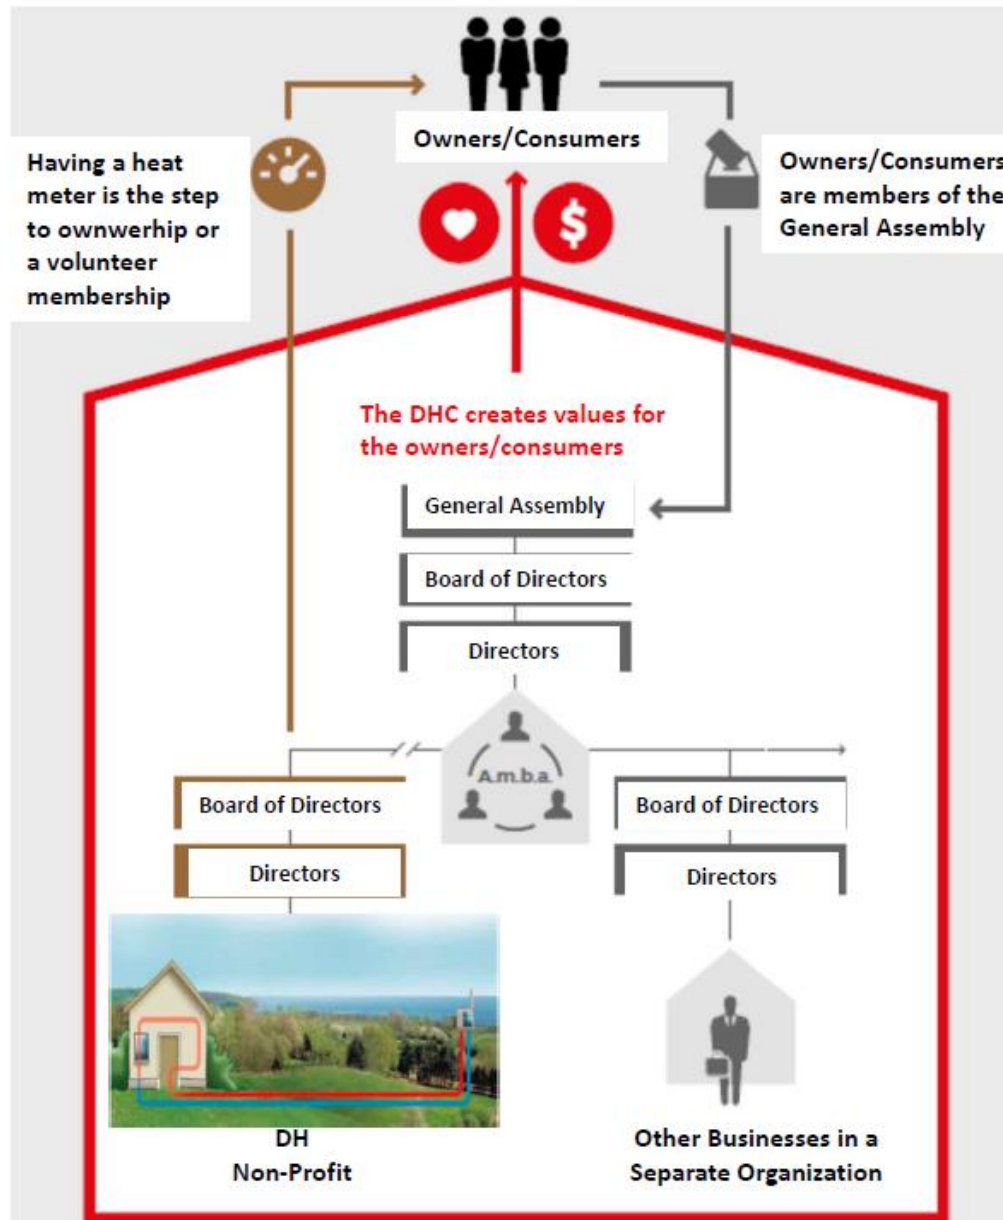 Owners/Consumers
Having a heat
meter is the step
to ownwerhip or
a volunteer
membership
$
Owners/Consumers
are members of the
General Assembly
The DHC creates values for
the owners/consumers
General Assembly
Board of Directors
Directors
A.m.b.a.
Board of Directors
Directors
Board of Directors
Directors
DH
Non-Profit
Other Businesses in a
Separate Organization